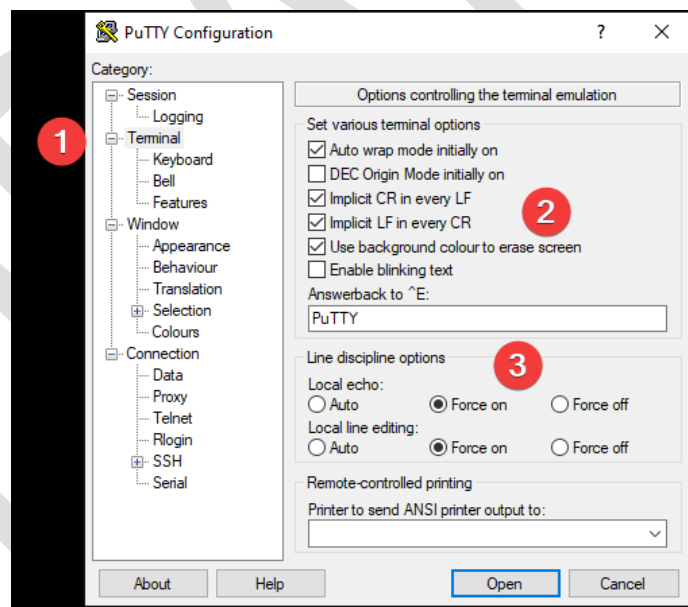 PuTTY Configuration ? ×
Category:
Session
Logging
1
Terminal
Keyboard
Bell
Features
Window
Appearance
Behaviour
Translation
Selection
Colours
Connection
Data
Proxy
Telnet
Rlogin
SSH
Serial
Options controlling the terminal emulation
Set various terminal options
Auto wrap mode initially on
DEC Origin Mode initially on
Implicit CR in every LF
2
Implicit LF in every CR
Use background colour to erase screen
Enable blinking text
Answerback to ^E:
PuTTY
Line discipline options
3
Local echo:
Auto Force on Force off
Local line editing:
Auto Force on Force off
Remote-controlled printing
Printer to send ANSI printer output to:
About Help Open Cancel